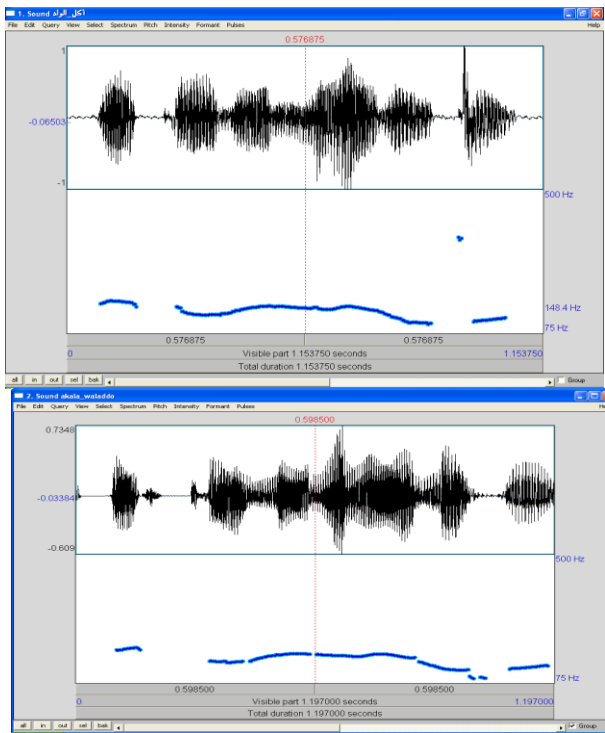 1. Sound أكل_الولد
File Edit Query View Select Spectrum Pitch Intensity Formant Pulses Help
0.576875
1
-0.06503
-1
500 Hz
148.4 Hz
75 Hz
0.576875 0.576875
0 Visible part 1.153750 seconds 1.153750
Total duration 1.153750 seconds
all in out sel bak Group
2. Sound akala_waladdo
File Edit Query View Select Spectrum Pitch Intensity Formant Pulses He
0.598500
0.7348
-0.03384
-0.609
500 Hz
75 Hz
0.598500 0.598500
0 Visible part 1.197000 seconds 1.197000
Total duration 1.197000 seconds
all in out sel bak Group